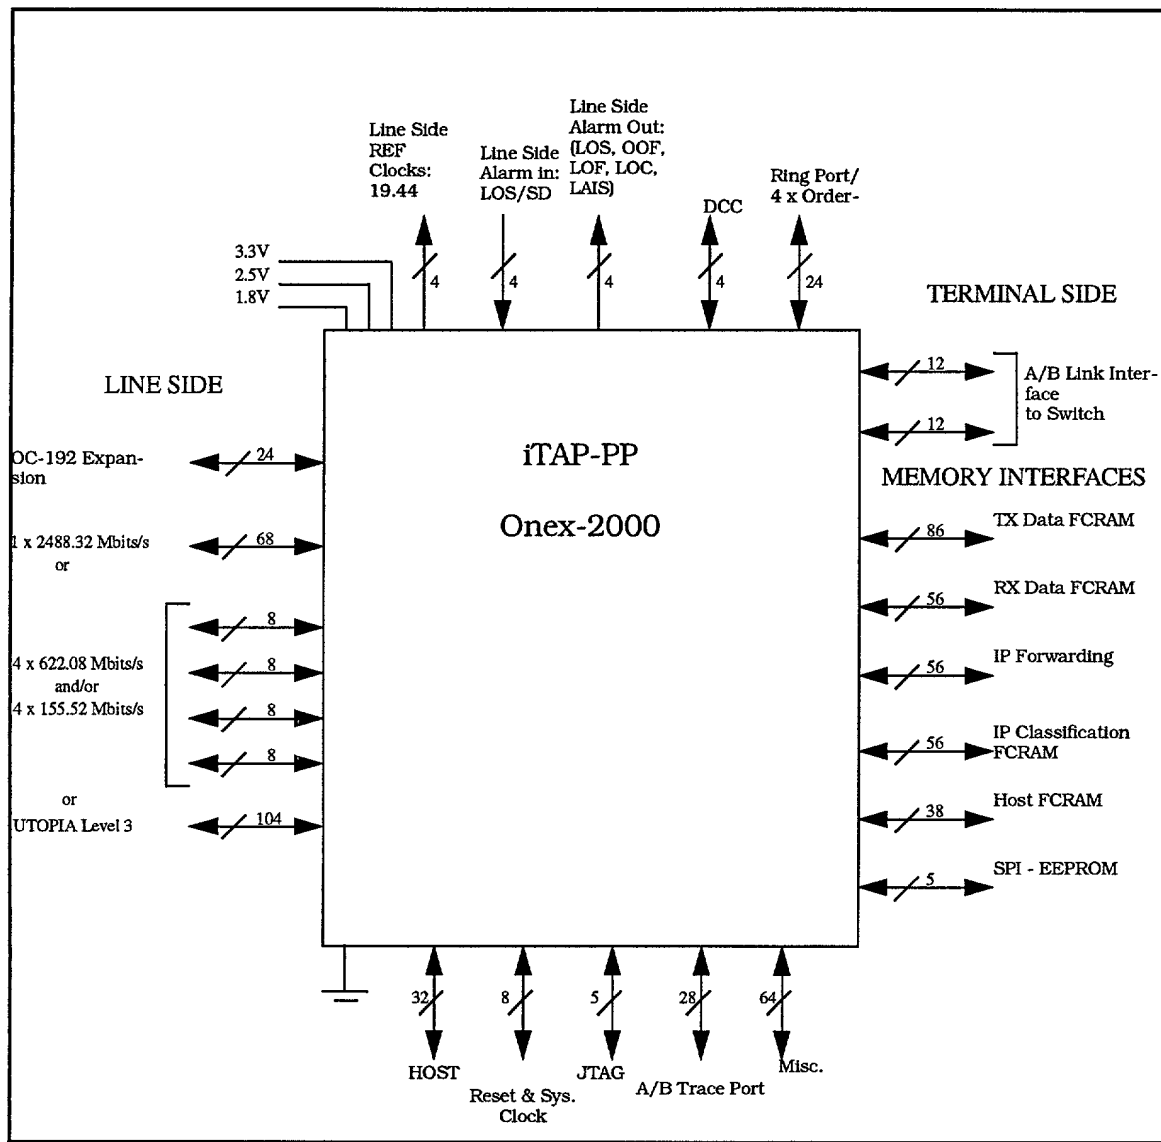 Line Side
REF
Clocks:
19.44
Line Side
Alarm in:
LOS/SD
Line Side
Alarm Out:
(LOS, OOF,
LOF, LOC,
LAIS)
DCC
Ring Port/
4 x Order-
3.3V
2.5V
1.8V
4
4
4
4
24
TERMINAL SIDE
LINE SIDE
12
A/B Link Inter-
face
to Switch
12
iTAP-PP
Onex-2000
OC-192 Expan-
sion
24
1 x 2488.32 Mbits/s
68
or
8
4 x 622.08 Mbits/s
8
and/or
4 x 155.52 Mbits/s
8
8
or
UTOPIA Level 3
104
MEMORY INTERFACES
TX Data FCRAM
86
RX Data FCRAM
56
IP Forwarding
56
IP Classification
FCRAM
56
Host FCRAM
38
SPI - EEPROM
5
32
8
5
28
64
HOST
Reset & Sys.
Clock
JTAG
A/B Trace Port
Misc.